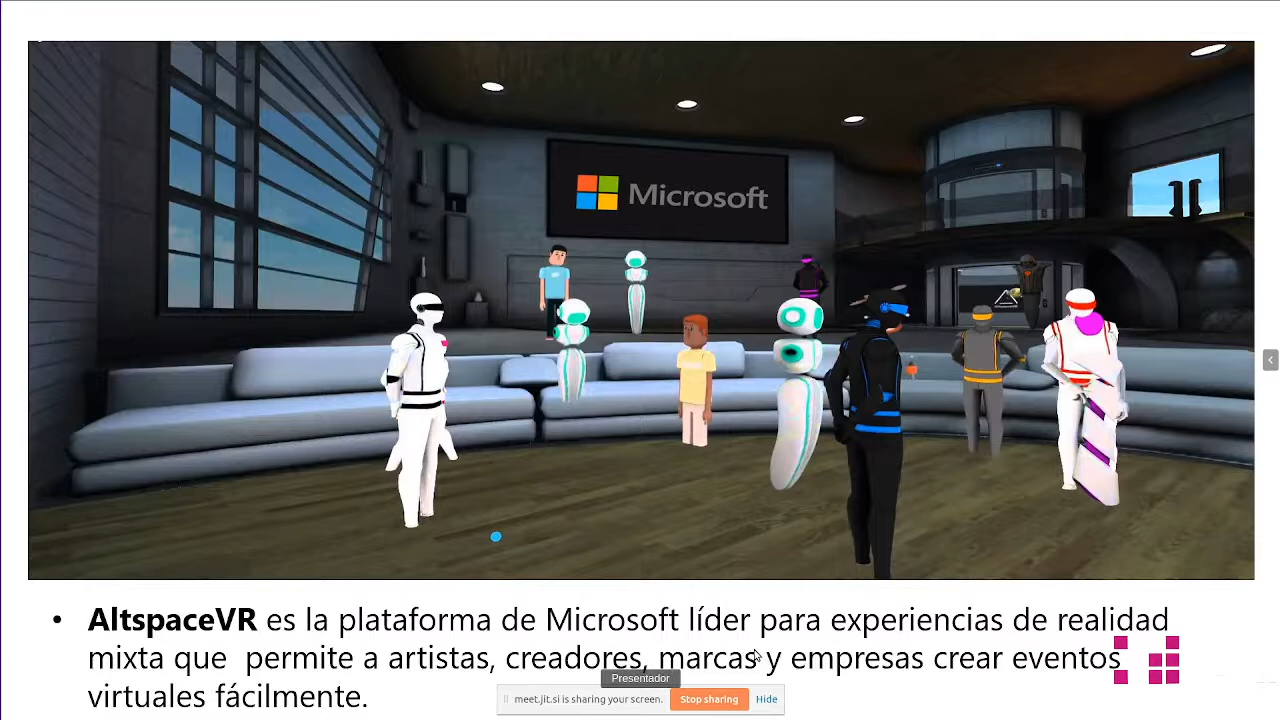 Microsoft
• AltspaceVR es la plataforma de Microsoft líder para experiencias de realidad
mixta que permite a artistas, creadores, marcas y empresas crear eventos
virtuales fácilmente.
Presentador
meet.jit.si is sharing your screen. Stop sharing Hide